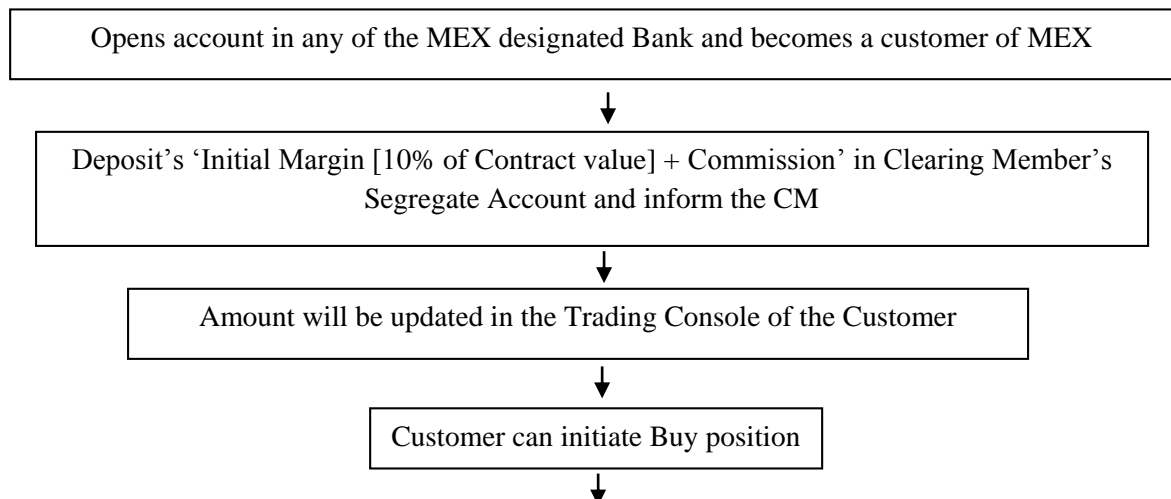 Opens account in any of the MEX designated Bank and becomes a customer of MEX
Deposit’s ‘Initial Margin [10% of Contract value] + Commission’ in Clearing Member’s
Segregate Account and inform the CM
Amount will be updated in the Trading Console of the Customer
Customer can initiate Buy position